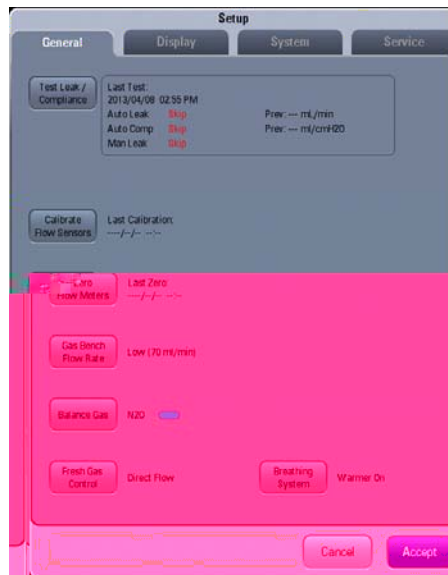 Setup
General Display System Service
Test Leak / Compliance
Last Test:
2013/04/08 02:55 PM
Auto Leak Skip Prev: --- mL/min
Auto Comp Skip Prev: --- ml/cmH2O
Man Leak Skip
Calibrate Flow Sensors
Last Calibration:
----/--/-- --:--
Zero Flow Meters
Last Zero:
----/--/-- --:--
Gas Bench Flow Rate
Low (70 ml/min)
Balance Gas
N2O
Fresh Gas Control
Direct Flow
Breathing System
Warmer On
Cancel Accept